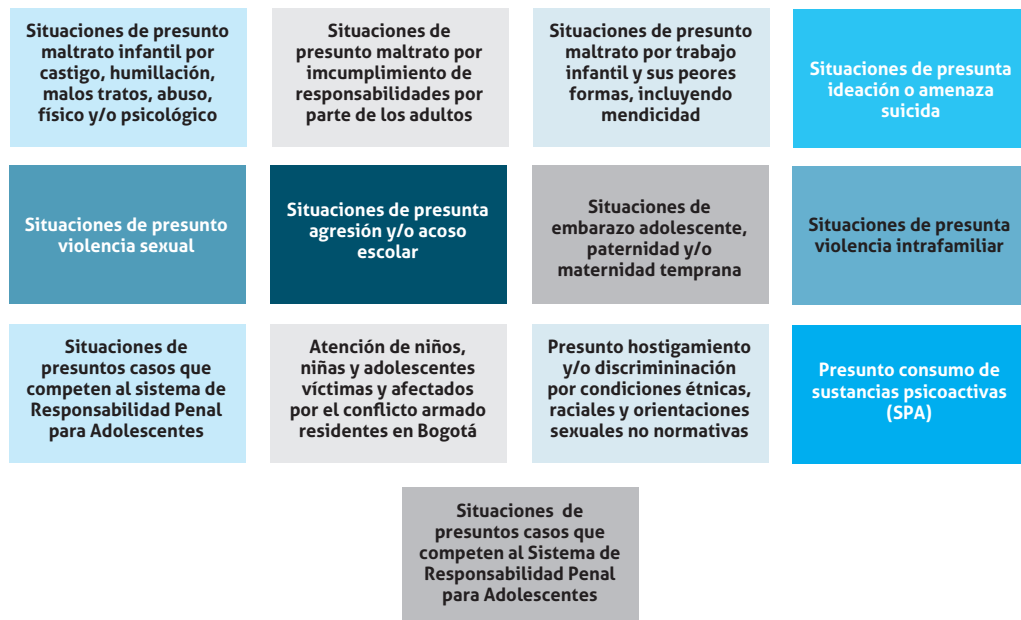 Situaciones de presunto
maltrato infantil por
castigo, humillación,
malos tratos, abuso,
físico y/o psicológico
Situaciones de
presunto maltrato por
imcumplimiento de
responsabilidades por
parte de los adultos
Situaciones de presunto
maltrato por trabajo
infantil y sus peores
formas, incluyendo
mendicidad
Situaciones de presunta
ideación o amenaza
suicida
Situaciones de presunto
violencia sexual
Situaciones de presunta
agresión y/o acoso
escolar
Situaciones de
embarazo adolescente,
paternidad y/o
maternidad temprana
Situaciones de presunta
violencia intrafamiliar
Situaciones de
presuntos casos que
competen al sistema de
Responsabilidad Penal
para Adolescentes
Atención de niños,
niñas y adolescentes
víctimas y afectados
por el conflicto armado
residentes en Bogotá
Presunto hostigamiento
y/o discrimininación
por condiciones étnicas,
raciales y orientaciones
sexuales no normativas
Presunto consumo de
sustancias psicoactivas
(SPA)
Situaciones de
presuntos casos que
competen al Sistema de
Responsabilidad Penal
para Adolescentes